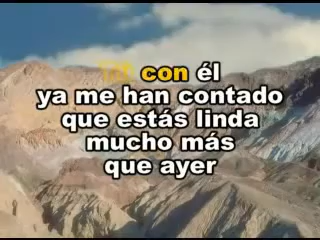 con él
ya me han contado
que estás linda
mucho más
que ayer